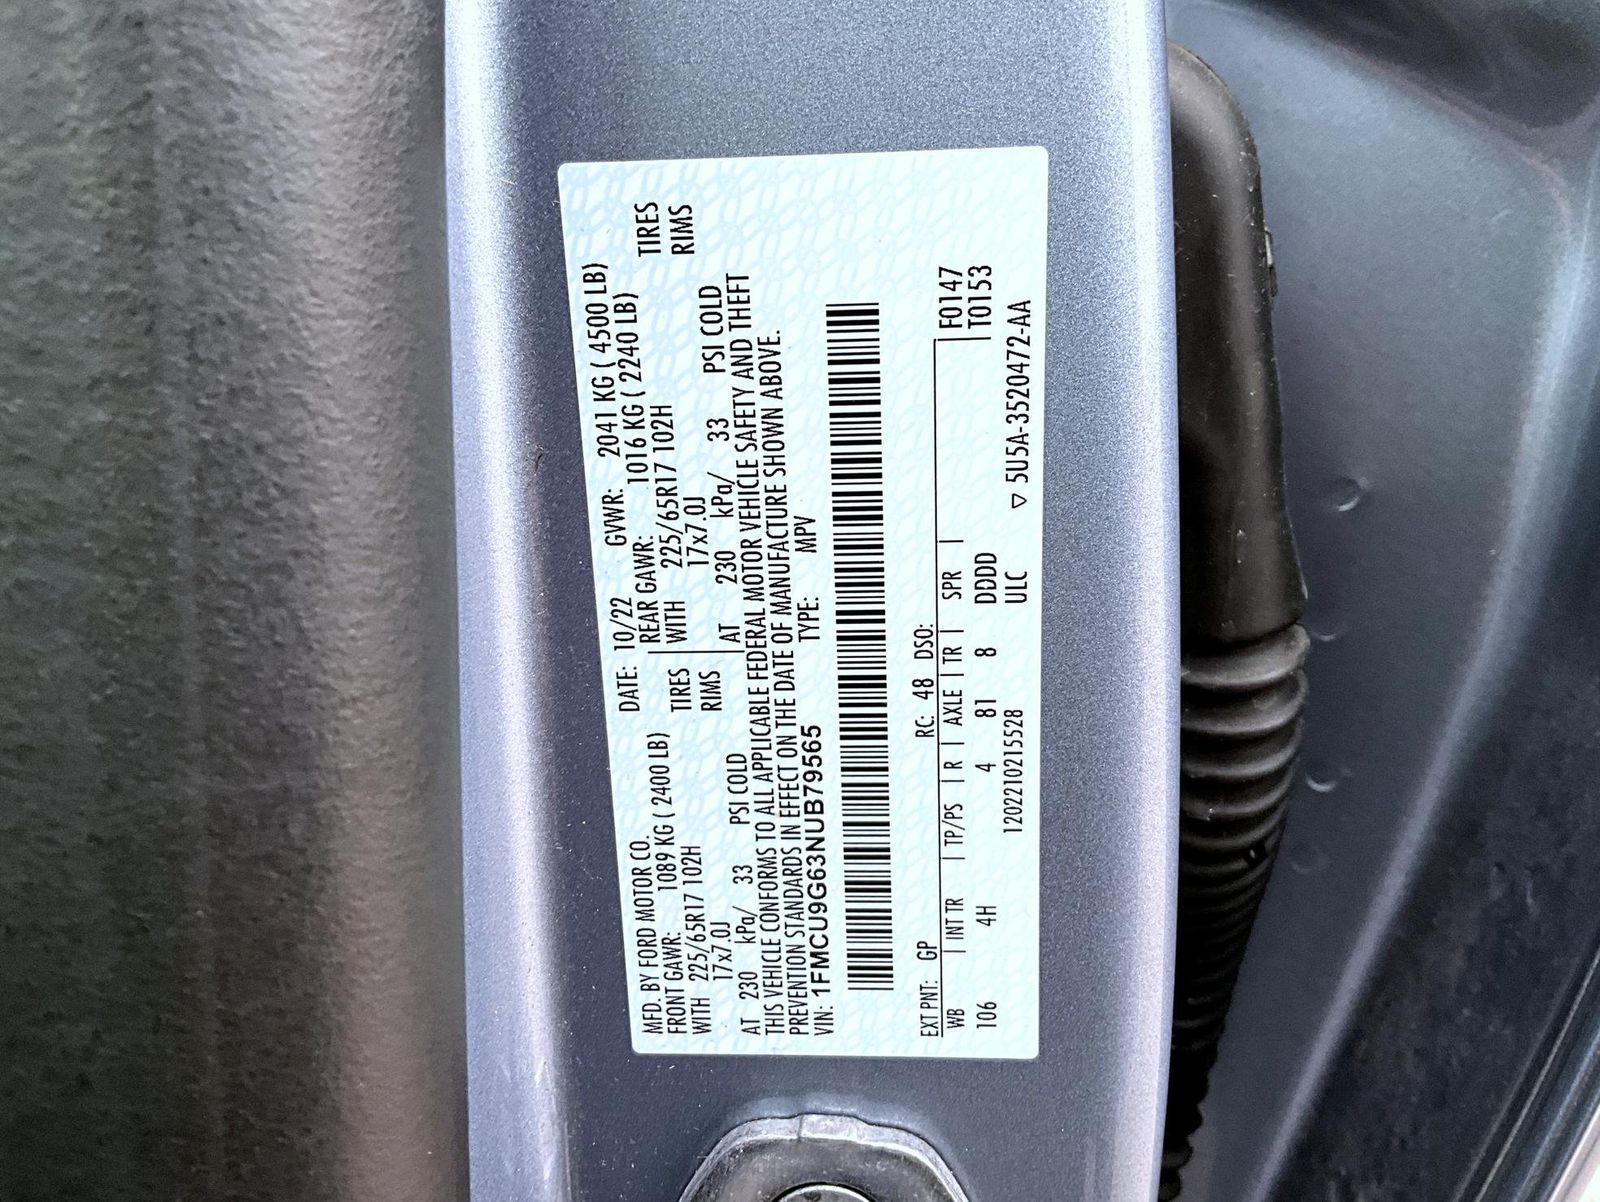 MFD. BY FORD MOTOR CO. DATE: 10/22 GVWR: 2041 KG ( 4500 LB)
FRONT GAWR: 1089 KG ( 2400 LB) REAR GAWR: 1016 KG ( 2240 LB)
WITH 225/65R17 102H TIRES WITH 225/65R17 102H TIRES
17x7.0J RIMS 17x7.0J RIMS
AT 230 kPa/ 33 PSI COLD AT 230 kPa/ 33 PSI COLD
THIS VEHICLE CONFORMS TO ALL APPLICABLE FEDERAL MOTOR VEHICLE SAFETY AND THEFT
PREVENTION STANDARDS IN EFFECT ON THE DATE OF MANUFACTURE SHOWN ABOVE.
VIN: 1FMCU9G63NUB79565 TYPE: MPV
EXT PNT: GP RC: 48 DSO:
WB INT TR TP/PS R AXLE TR SPR F0147
106 4H 4 81 8 DDDD T0153
120221021552​8 ULC ▽ 5U5A-3520472-AA